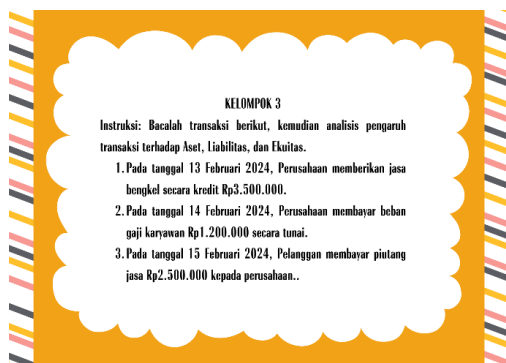 KELOMPOK 3
Instruksi: Bacalah transaksi berikut, kemudian analisis pengaruh
transaksi terhadap Aset, Liabilitas, dan Ekuitas.
1. Pada tanggal 13 Februari 2024, Perusahaan memberikan jasa
bengkel secara kredit Rp3.500.000.
2. Pada tanggal 14 Februari 2024, Perusahaan membayar beban
gaji karyawan Rp1.200.000 secara tunai.
3. Pada tanggal 15 Februari 2024, Pelanggan membayar piutang
jasa Rp2.500.000 kepada perusahaan..